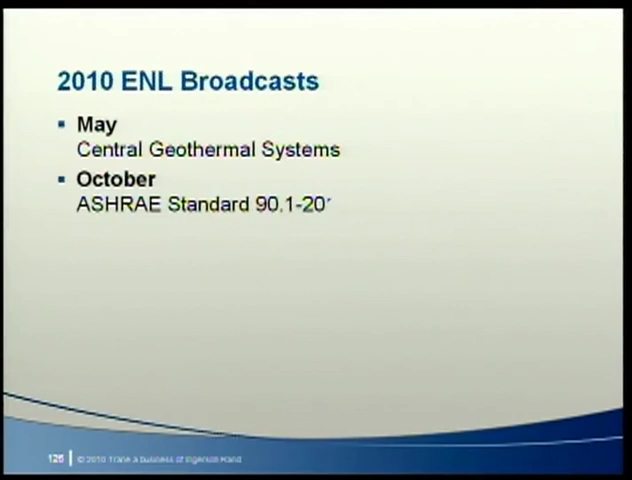 2010 ENL Broadcasts
May
Central Geothermal Systems
October
ASHRAE Standard 90.1-20
126 © 2010 Trane a business of Ingersoll Rand